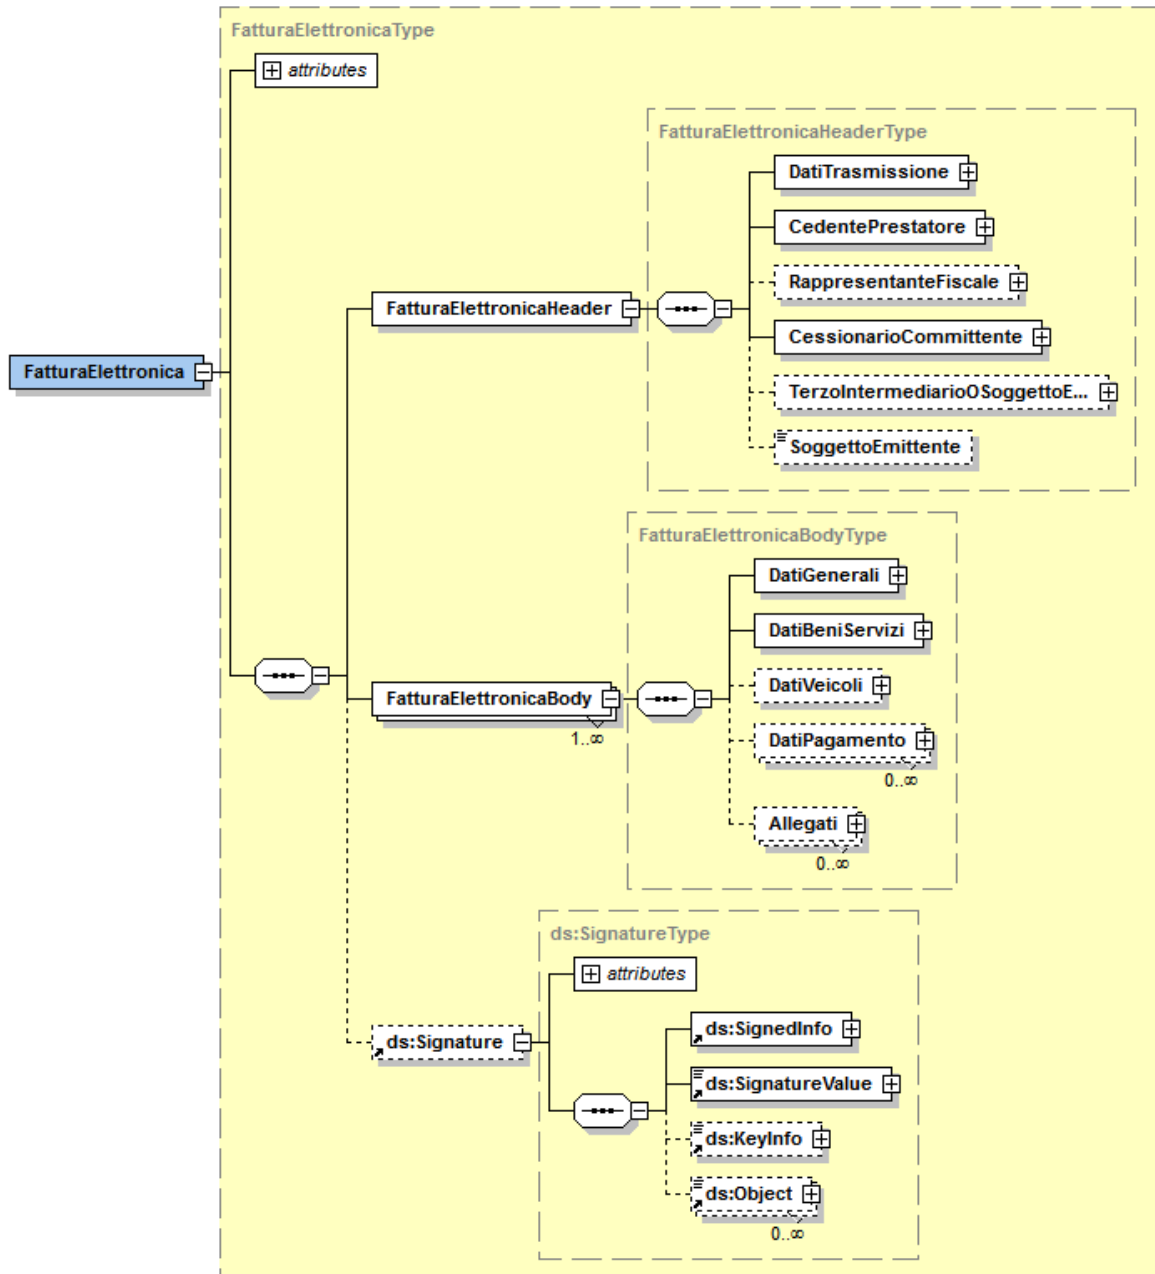 FatturaElettronicaType
attributes
FatturaElettronicaHeaderType
DatiTrasmissione
CedentePrestatore
RappresentanteFiscale
FatturaElettronicaHeader
CessionarioCommittente
FatturaElettronica
TerzoIntermediarioOSoggettoE...
SoggettoEmittente
FatturaElettronicaBodyType
DatiGenerali
DatiBeniServizi
DatiVeicoli
FatturaElettronicaBody
1..∞
DatiPagamento
0..∞
Allegati
0..∞
ds:SignatureType
attributes
ds:SignedInfo
ds:Signature
ds:SignatureValue
ds:KeyInfo
ds:Object
0..∞